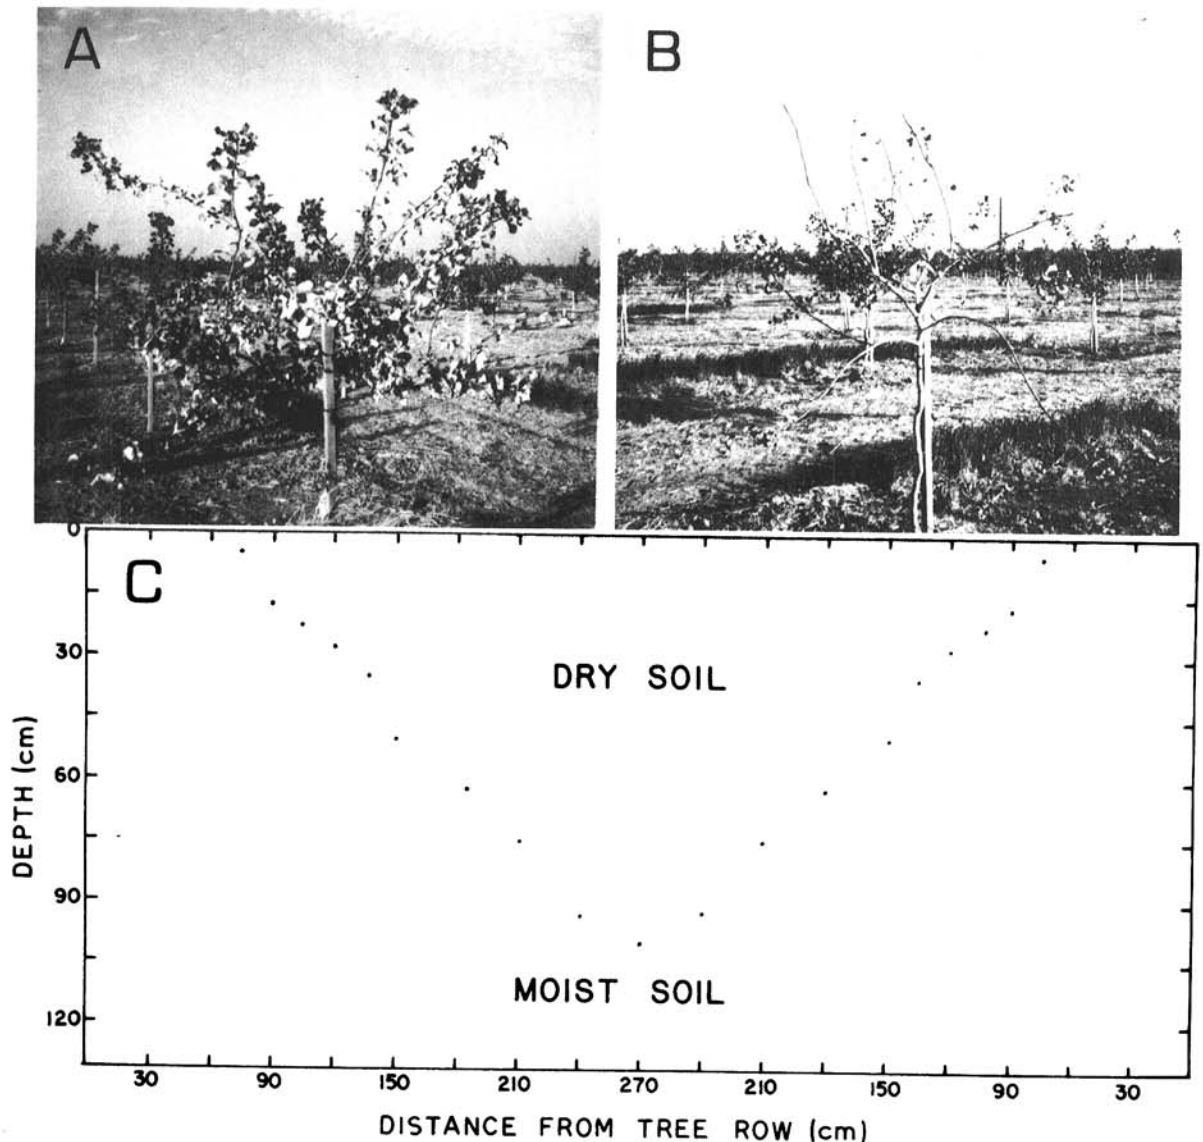 A
B
0
C
30
DRY SOIL
60
DEPTH (cm)
90
MOIST SOIL
120
30 90 150 210 270 210 150 90 30
DISTANCE FROM TREE ROW (cm)